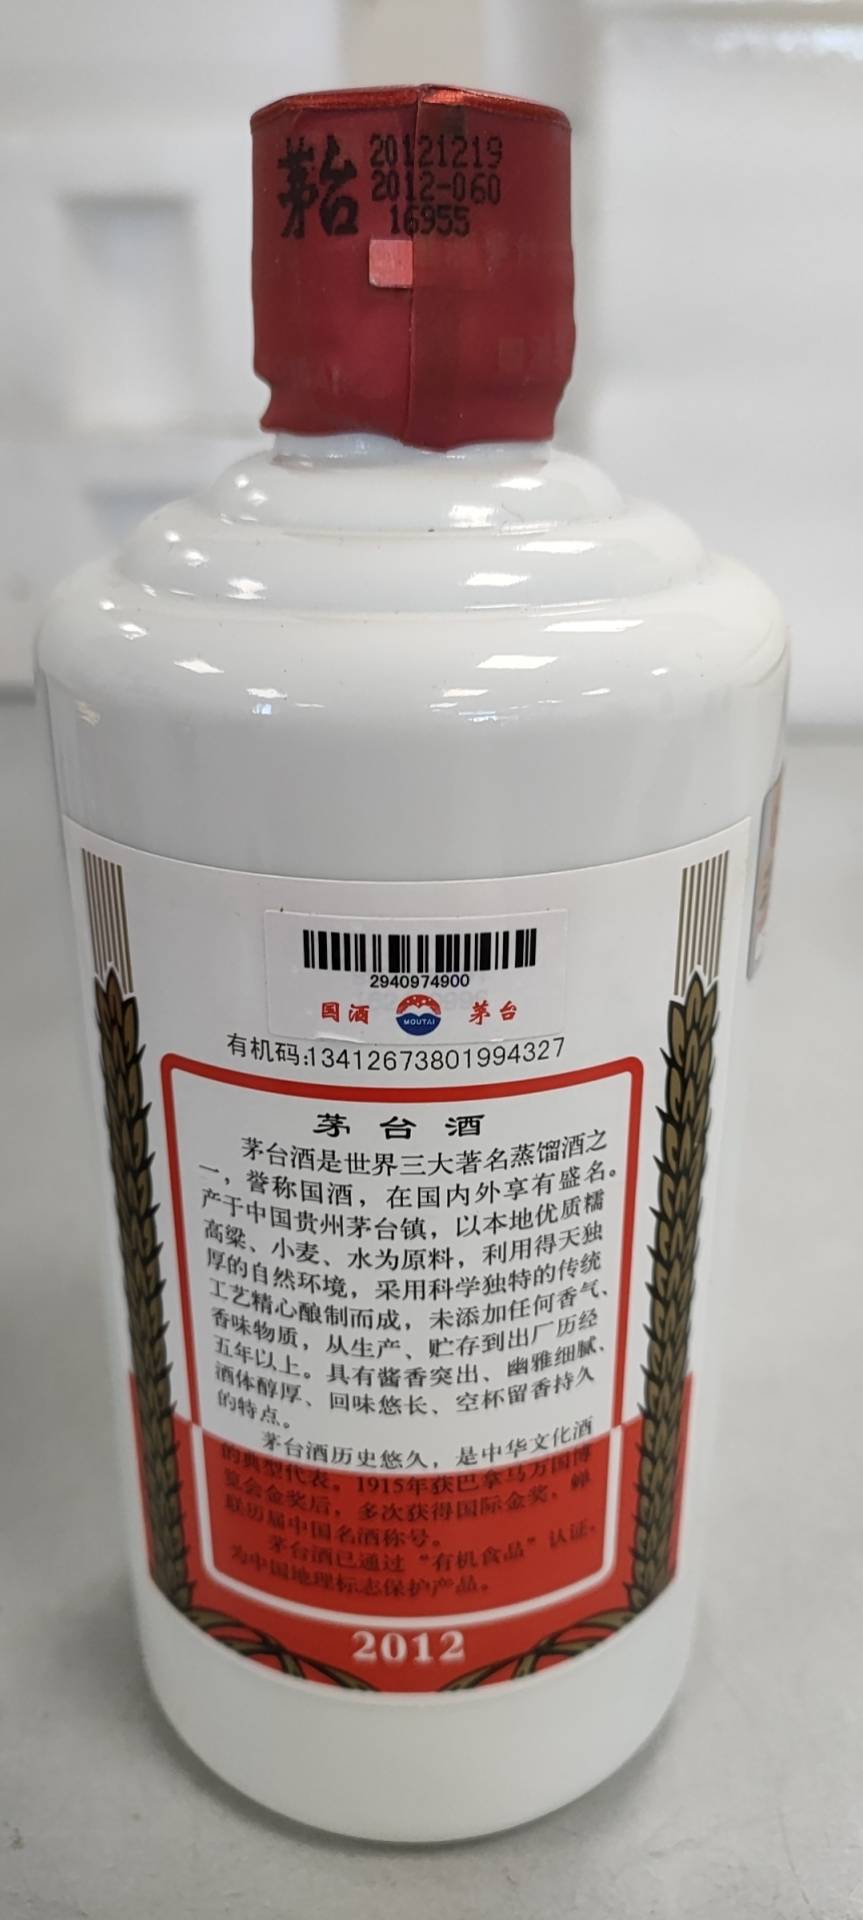 茅台
20121219
2012-060
16955
2940974900
国酒 MOUTAI 茅台
有机码:13412673801994327
茅台酒
茅台酒是世界三大著名蒸馏酒之
一，誉称国酒，在国内外享有盛名。
产于中国贵州茅台镇，以本地优质糯
高粱、小麦、水为原料，利用得天独
厚的自然环境，采用科学独特的传统
工艺精心酿制而成，未添加任何香气、
香味物质，从生产、贮存到出厂历经
五年以上。具有酱香突出、幽雅细腻、
酒体醇厚、回味悠长、空杯留香持久
的特点。
茅台酒历史悠久，是中华文化酒
的典型代表。1915年获巴拿马万国博
览会金奖后，多次获得国际金奖，蝉
联历届中国名酒称号。
茅台酒已通过“有机食品”认证，
为中国地理标志保护产品。
2012